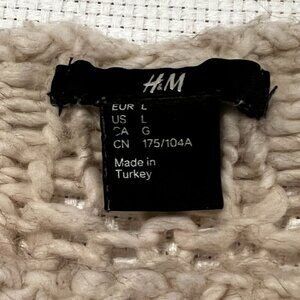 H&M
EUR L
US L
CA G
CN 175/104A
Made in
Turkey